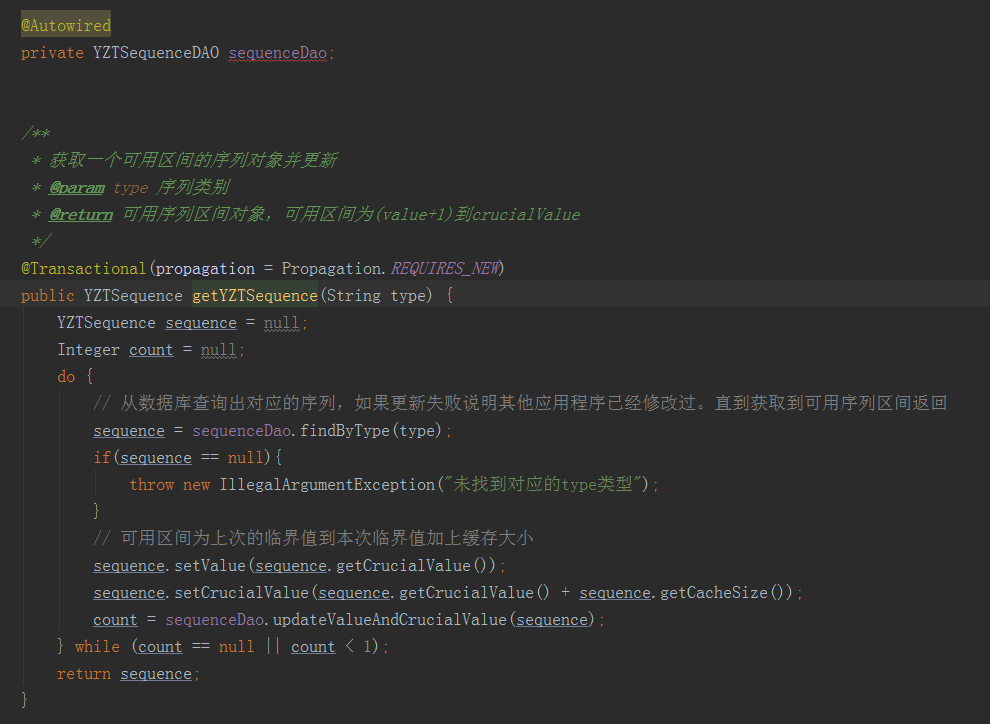 @Autowired
private YZTSequenceDAO sequenceDao;
/**
* 获取一个可用区间的序列对象并更新
* @param type 序列类别
* @return 可用序列区间对象，可用区间为(value+1)到crucialValue
*/
@Transactional(propagation = Propagation.REQUIRES_NEW)
public YZTSequence getYZTSequence(String type) {
YZTSequence sequence = null;
Integer count = null;
do {
// 从数据库查询出对应的序列，如果更新失败说明其他应用程序已经修改过。直到获取到可用序列区间返回
sequence = sequenceDao.findByType(type);
if(sequence == null){
throw new IllegalArgumentException("未找到对应的type类型");
}
// 可用区间为上次的临界值到本次临界值加上缓存大小
sequence.setValue(sequence.getCrucialValue());
sequence.setCrucialValue(sequence.getCrucialValue() + sequence.getCacheSize());
count = sequenceDao.updateValueAndCrucialValue(sequence);
} while (count == null || count < 1);
return sequence;
}